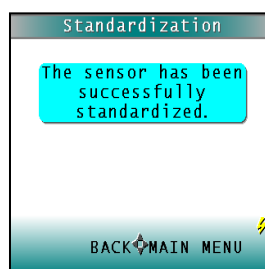 Standardization
The sensor has been
successfully
standardized.
BACK MAIN MENU